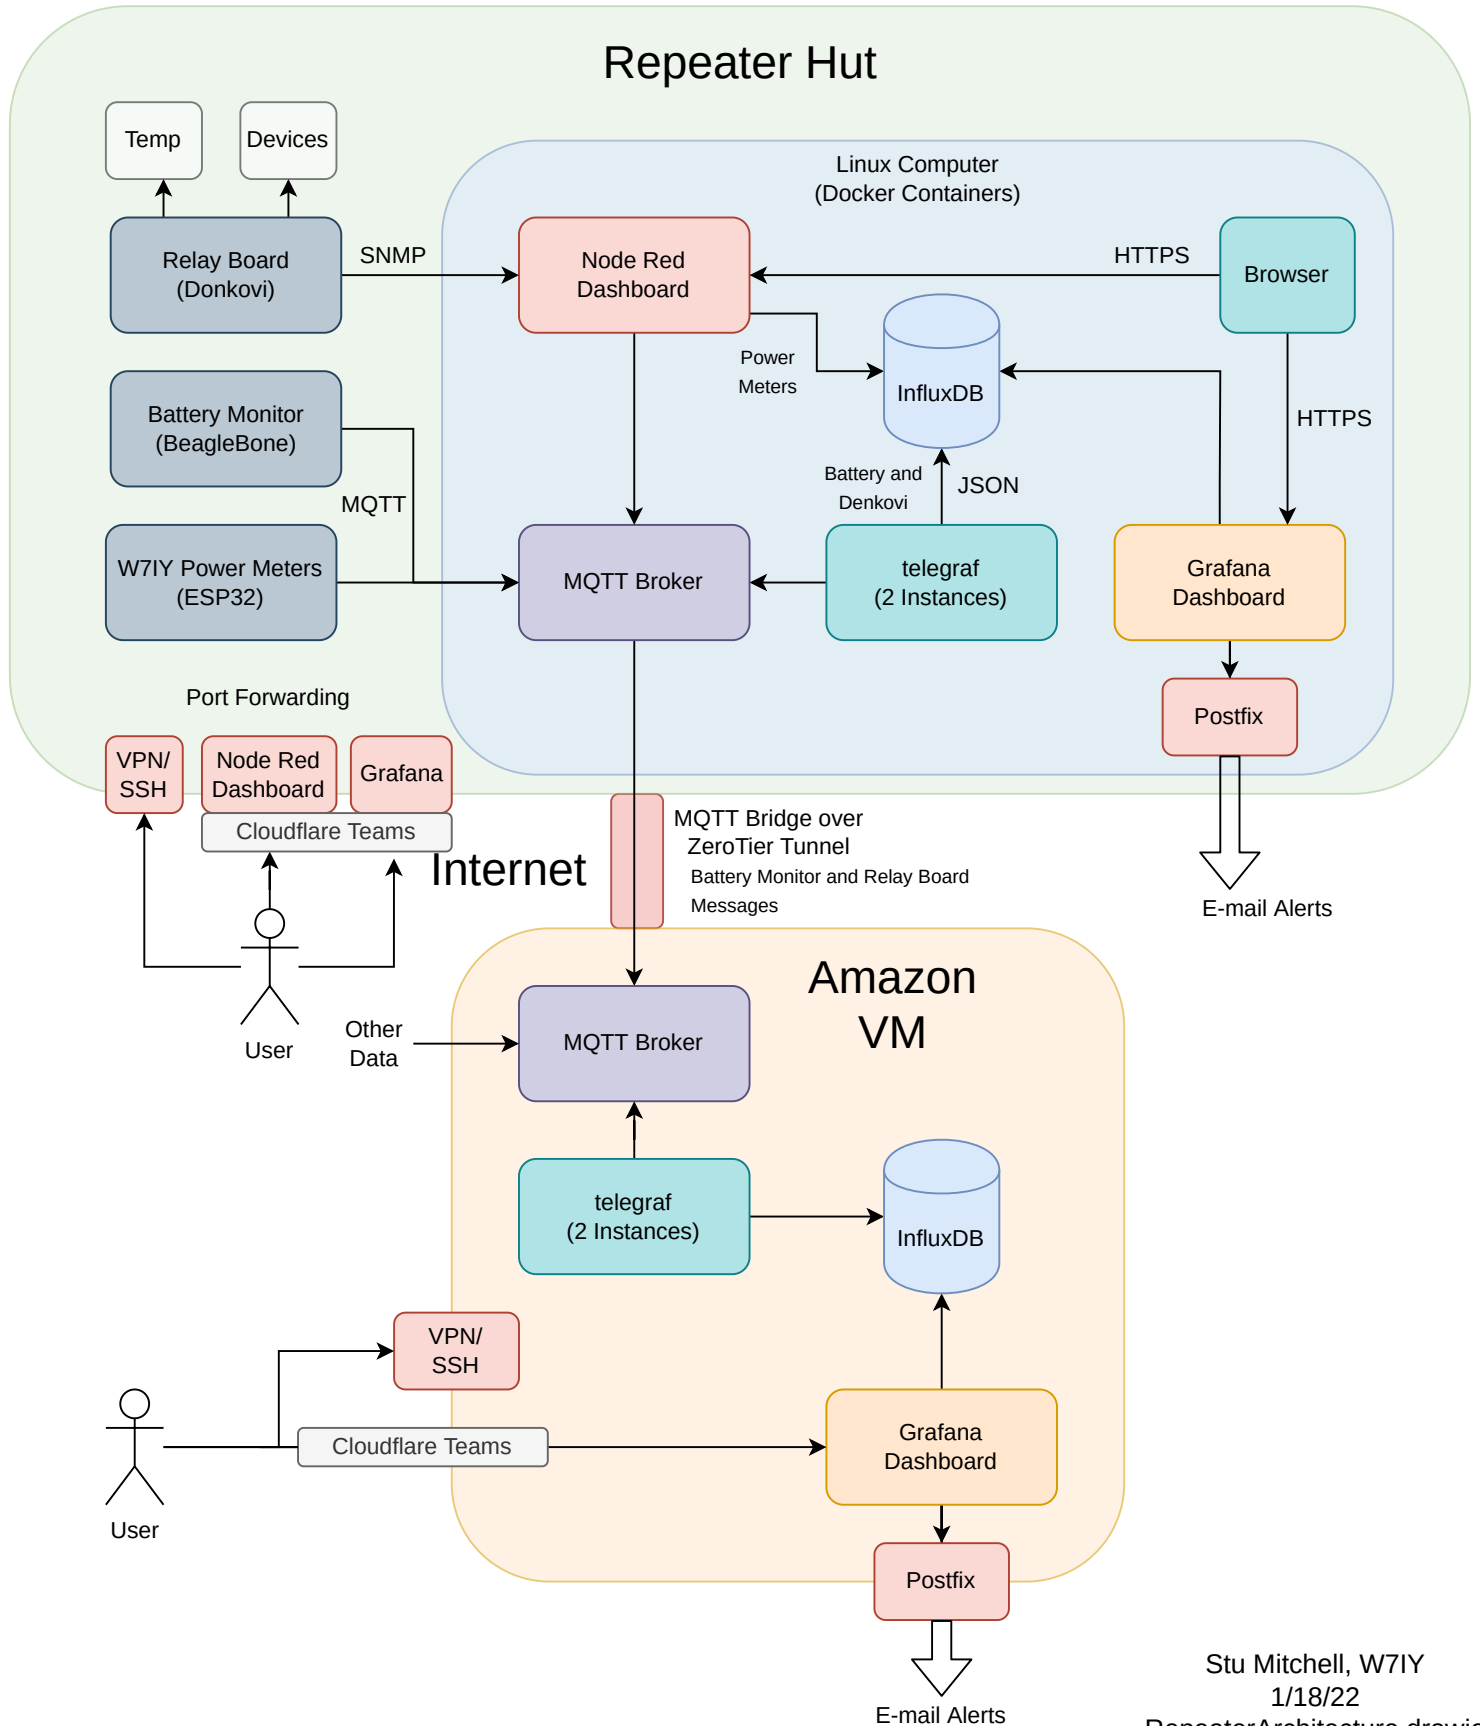 Repeater Hut
Temp
Devices
Linux Computer
(Docker Containers)
Relay Board
(Donkovi)
SNMP
Node Red
Dashboard
HTTPS
Browser
Power
Meters
InfluxDB
Battery Monitor
(BeagleBone)
HTTPS
MQTT
Battery and
Denkovi
JSON
W7IY Power Meters
(ESP32)
MQTT Broker
telegraf
(2 Instances)
Grafana
Dashboard
Port Forwarding
Postfix
VPN/
SSH
Node Red
Dashboard
Grafana
Cloudflare Teams
Internet
MQTT Bridge over
ZeroTier Tunnel
Battery Monitor and Relay Board
Messages
E-mail Alerts
User
Amazon
VM
Other
Data
MQTT Broker
telegraf
(2 Instances)
InfluxDB
VPN/
SSH
Cloudflare Teams
Grafana
Dashboard
User
Postfix
E-mail Alerts
Stu Mitchell, W7IY
1/18/22